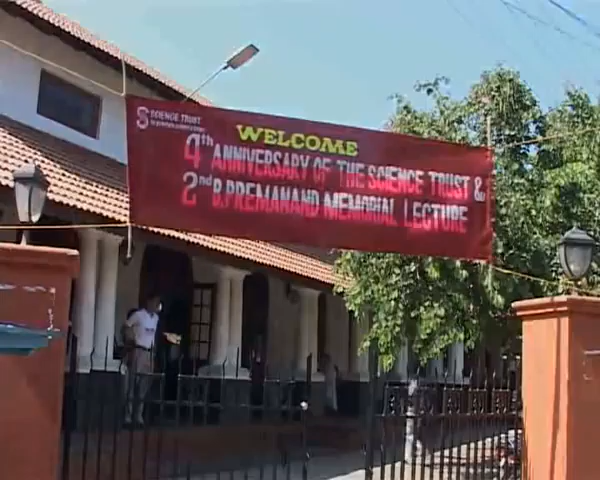 SCIENCE TRUST
WELCOME
4th ANNIVERSARY OF THE SCIENCE TRUST &
2nd B.PREMANAND MEMORIAL LECTURE